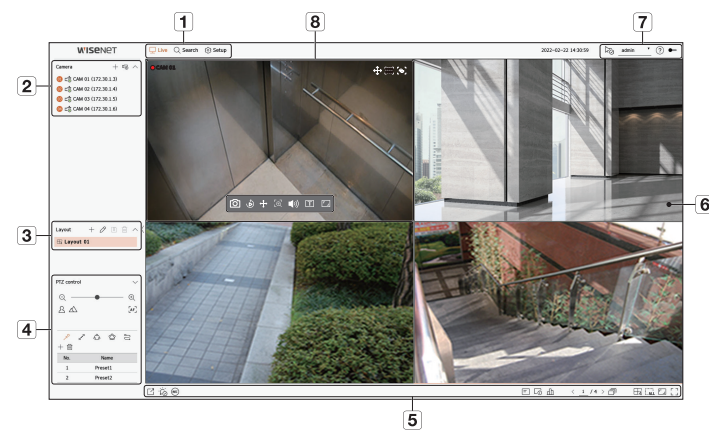 1
8
7
WISENET
Live
Search
Setup
2022-02-22 14:30:59
admin
?
Camera
CAM 01 (172.30.1.3)
CAM 02 (172.30.1.4)
CAM 03 (172.30.1.5)
CAM 04 (172.30.1.6)
2
CAM 01
T
6
3
Layout
Layout 01
PTZ control
AF
4
No. Name
1 Preset1
2 Preset2
1 / 4
ALL
5